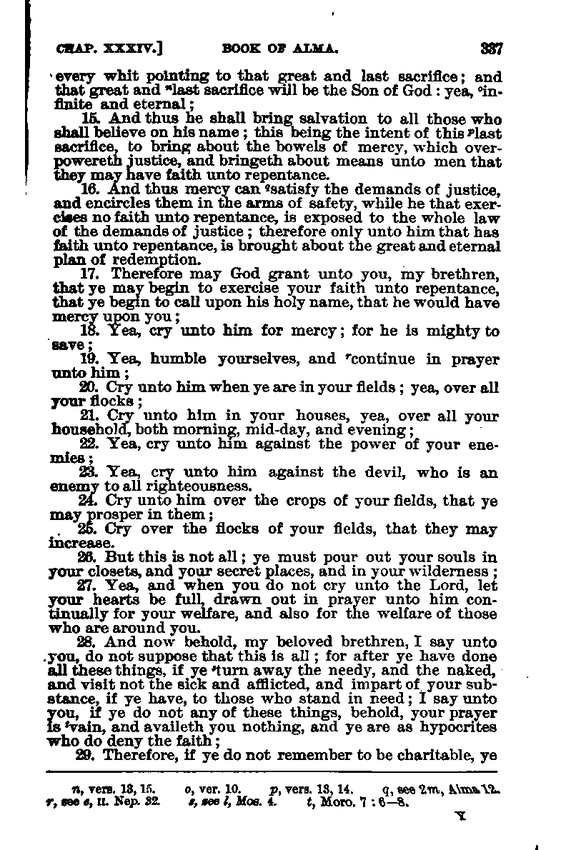 CHAP. XXXIV.] BOOK OF ALMA. 337
every whit pointing to that great and last sacrifice; and
that great and ⁿlast sacrifice will be the Son of God: yea, ᵒin-
finite and eternal;
15. And thus he shall bring salvation to all those who
shall believe on his name; this being the intent of this ᵖlast
sacrifice, to bring about the bowels of mercy, which over-
powereth justice, and bringeth about means unto men that
they may have faith unto repentance.
16. And thus mercy can ᑫsatisfy the demands of justice,
and encircles them in the arms of safety, while he that exer-
cises no faith unto repentance, is exposed to the whole law
of the demands of justice; therefore only unto him that has
faith unto repentance, is brought about the great and eternal
plan of redemption.
17. Therefore may God grant unto you, my brethren,
that ye may begin to exercise your faith unto repentance,
that ye begin to call upon his holy name, that he would have
mercy upon you;
18. Yea, cry unto him for mercy; for he is mighty to
save;
19. Yea, humble yourselves, and ʳcontinue in prayer
unto him;
20. Cry unto him when ye are in your fields; yea, over all
your flocks;
21. Cry unto him in your houses, yea, over all your
household, both morning, mid-day, and evening;
22. Yea, cry unto him against the power of your ene-
mies;
23. Yea, cry unto him against the devil, who is an
enemy to all righteousness.
24. Cry unto him over the crops of your fields, that ye
may prosper in them;
25. Cry over the flocks of your fields, that they may
increase.
26. But this is not all; ye must pour out your souls in
your closets, and your secret places, and in your wilderness;
27. Yea, and when you do not cry unto the Lord, let
your hearts be full, drawn out in prayer unto him con-
tinually for your welfare, and also for the welfare of those
who are around you.
28. And now behold, my beloved brethren, I say unto
you, do not suppose that this is all; for after ye have done
all these things, if ye ˢturn away the needy, and the naked,
and visit not the sick and afflicted, and impart of your sub-
stance, if ye have, to those who stand in need; I say unto
you, if ye do not any of these things, behold, your prayer
is ᵗvain, and availeth you nothing, and ye are as hypocrites
who do deny the faith;
29. Therefore, if ye do not remember to be charitable, ye
n, vers. 13, 15. o, ver. 10. p, vers. 13, 14. q, see 2m, Alma 12.
r, see e, II. Nep. 32. s, see l, Mos. 4. t, Moro. 7:6—8.
Y